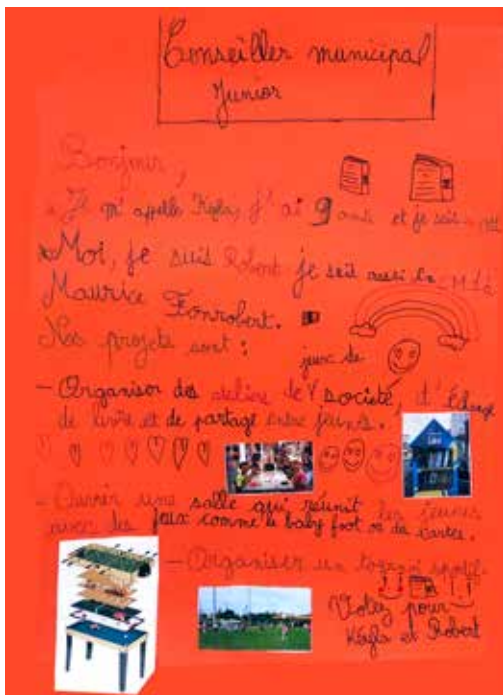 Conseiller municipal
Junior
Bonjour,
Je m'appelle Kayla, j'ai 9 ans et je suis
Moi, je suis Robert je suis aussi
Maurice Fonrobert.
Nos projets sont :
jeux de
- Organiser des ateliers de société, d'échange
de livre et de partage entre jeunes.
- Ouvrir une salle qui réunit les jeunes
avec des jeux comme le baby foot ou de cartes.
- Organiser un tournoi sportif.
Votez pour
Kayla et Robert